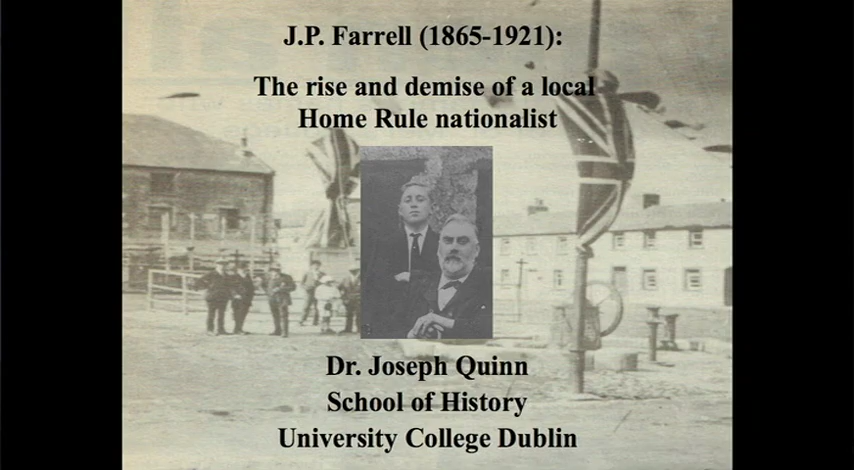 J.P. Farrell (1865-1921):
The rise and demise of a local
Home Rule nationalist
Dr. Joseph Quinn
School of History
University College Dublin